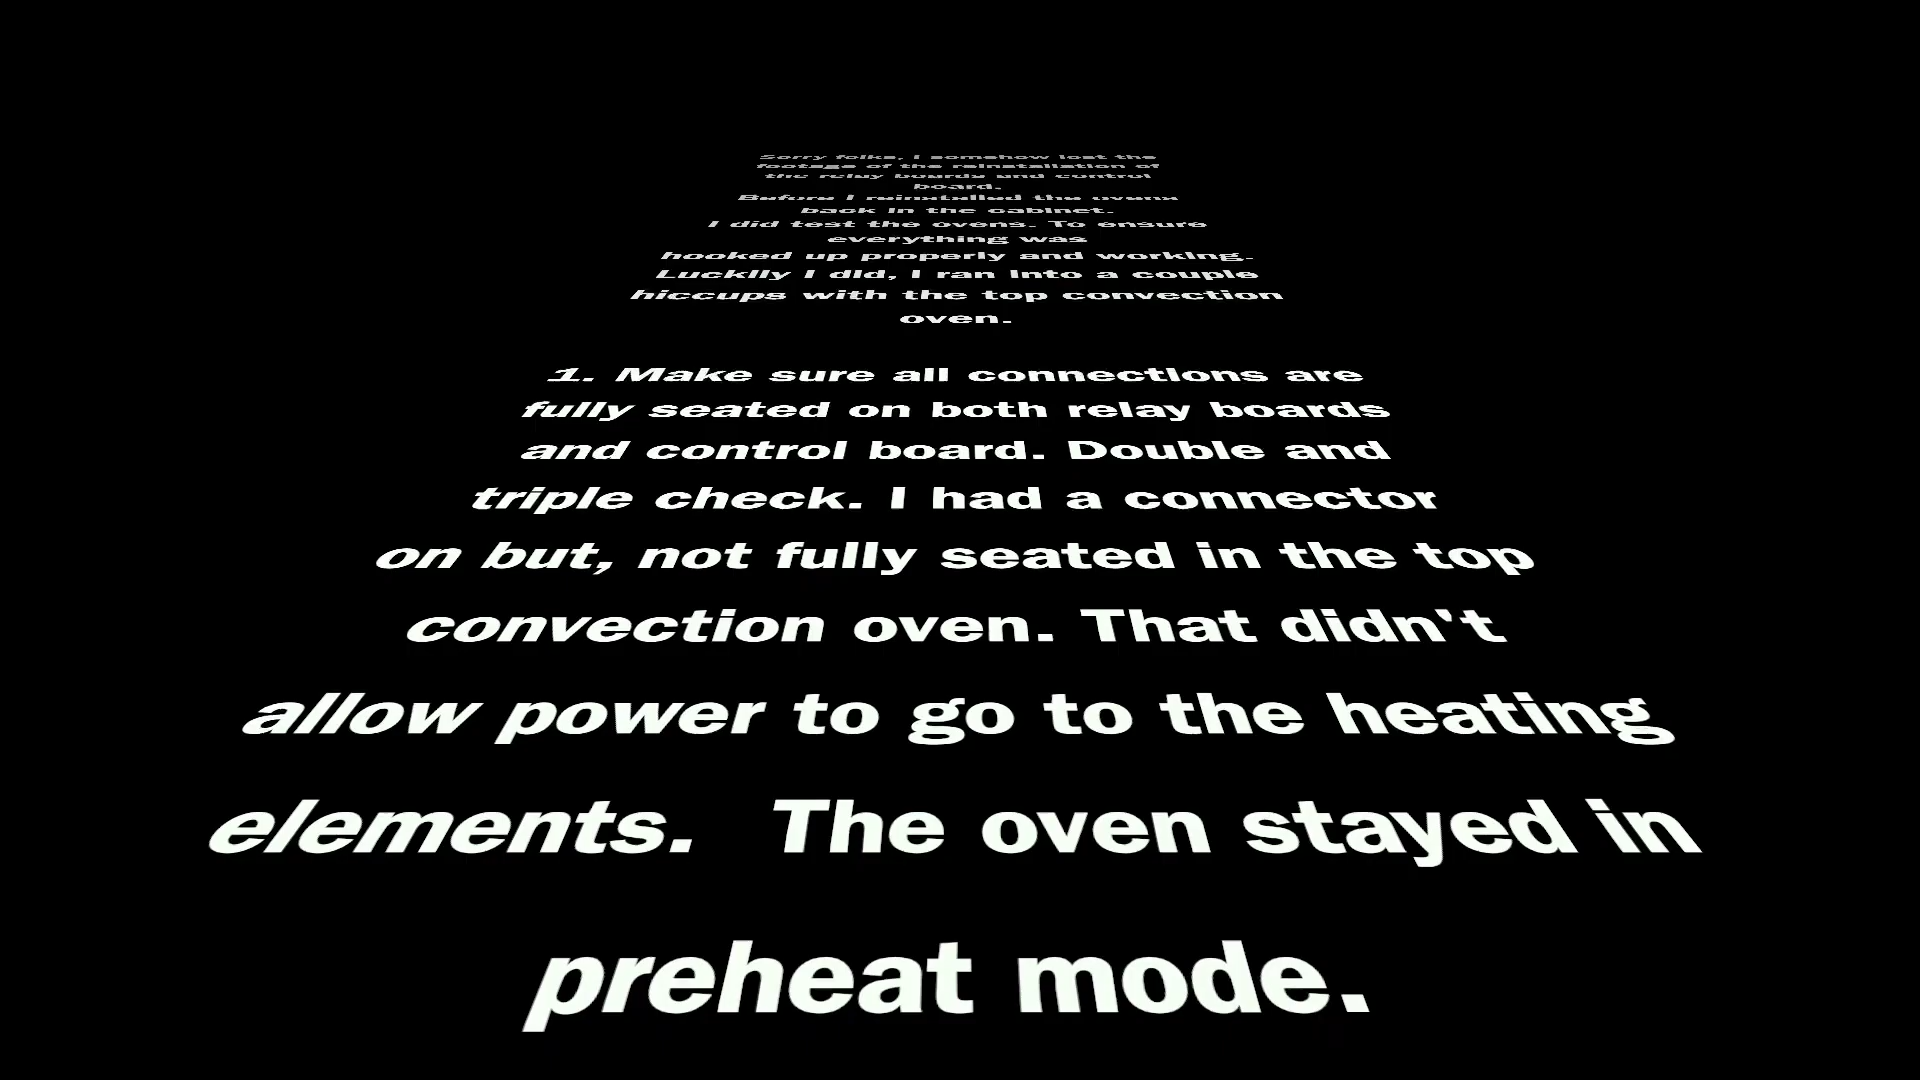 Sorry folks, I somehow lost the
footage of the reinstallation of
the relay boards and control
board.
Before I reinstalled the ovens
back in the cabinet.
I did test the ovens. To ensure
everything was
hooked up properly and working.
Luckily I did, I ran into a couple
hiccups with the top convection
oven.
1. Make sure all connections are
fully seated on both relay boards
and control board. Double and
triple check. I had a connector
on but, not fully seated in the top
convection oven. That didn't
allow power to go to the heating
elements.  The oven stayed in
preheat mode.